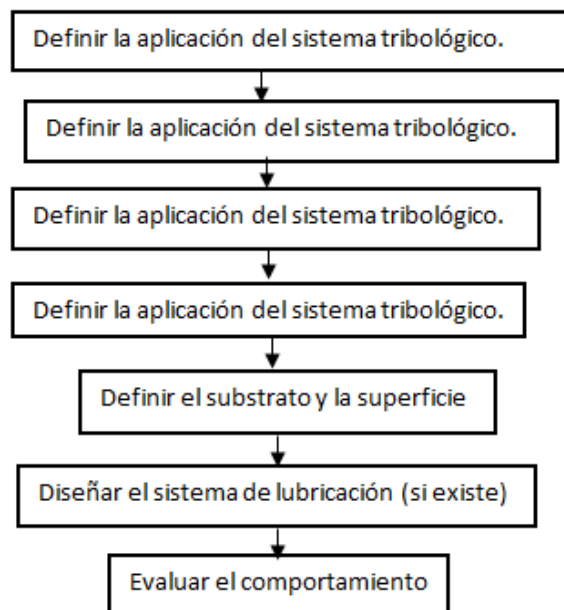 Definir la aplicación del sistema tribológico.
Definir la aplicación del sistema tribológico.
Definir la aplicación del sistema tribológico.
Definir la aplicación del sistema tribológico.
Definir el substrato y la superficie
Diseñar el sistema de lubricación (si existe)
Evaluar el comportamiento